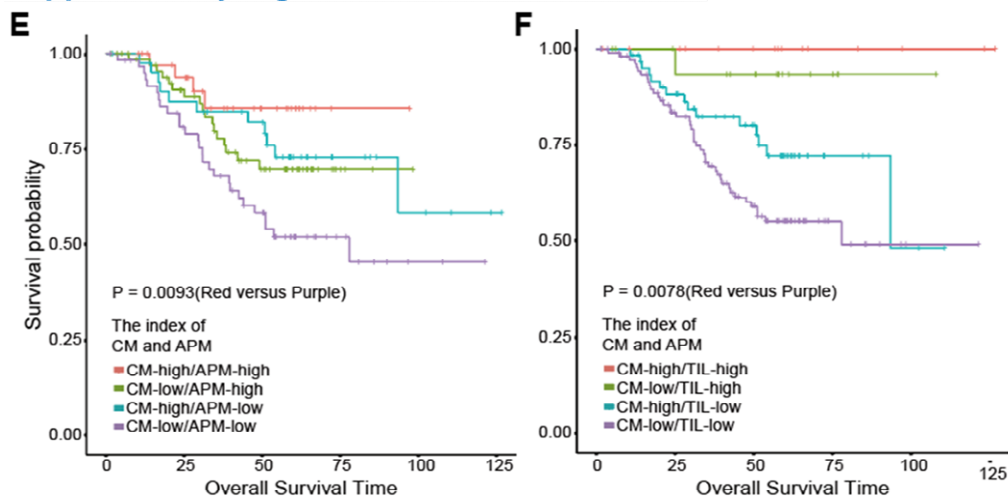 E
Survival probability
1.00
0.75
0.50
0.25
0.00
P = 0.0093(Red versus Purple)
The index of
CM and APM
CM-high/APM-high
CM-low/APM-high
CM-high/APM-low
CM-low/APM-low
0 25 50 75 100 125
Overall Survival Time
F
1.00
0.75
0.50
0.25
0.00
P = 0.0078(Red versus Purple)
The index of
CM and APM
CM-high/TIL-high
CM-low/TIL-high
CM-high/TIL-low
CM-low/TIL-low
0 25 50 75 100 125
Overall Survival Time